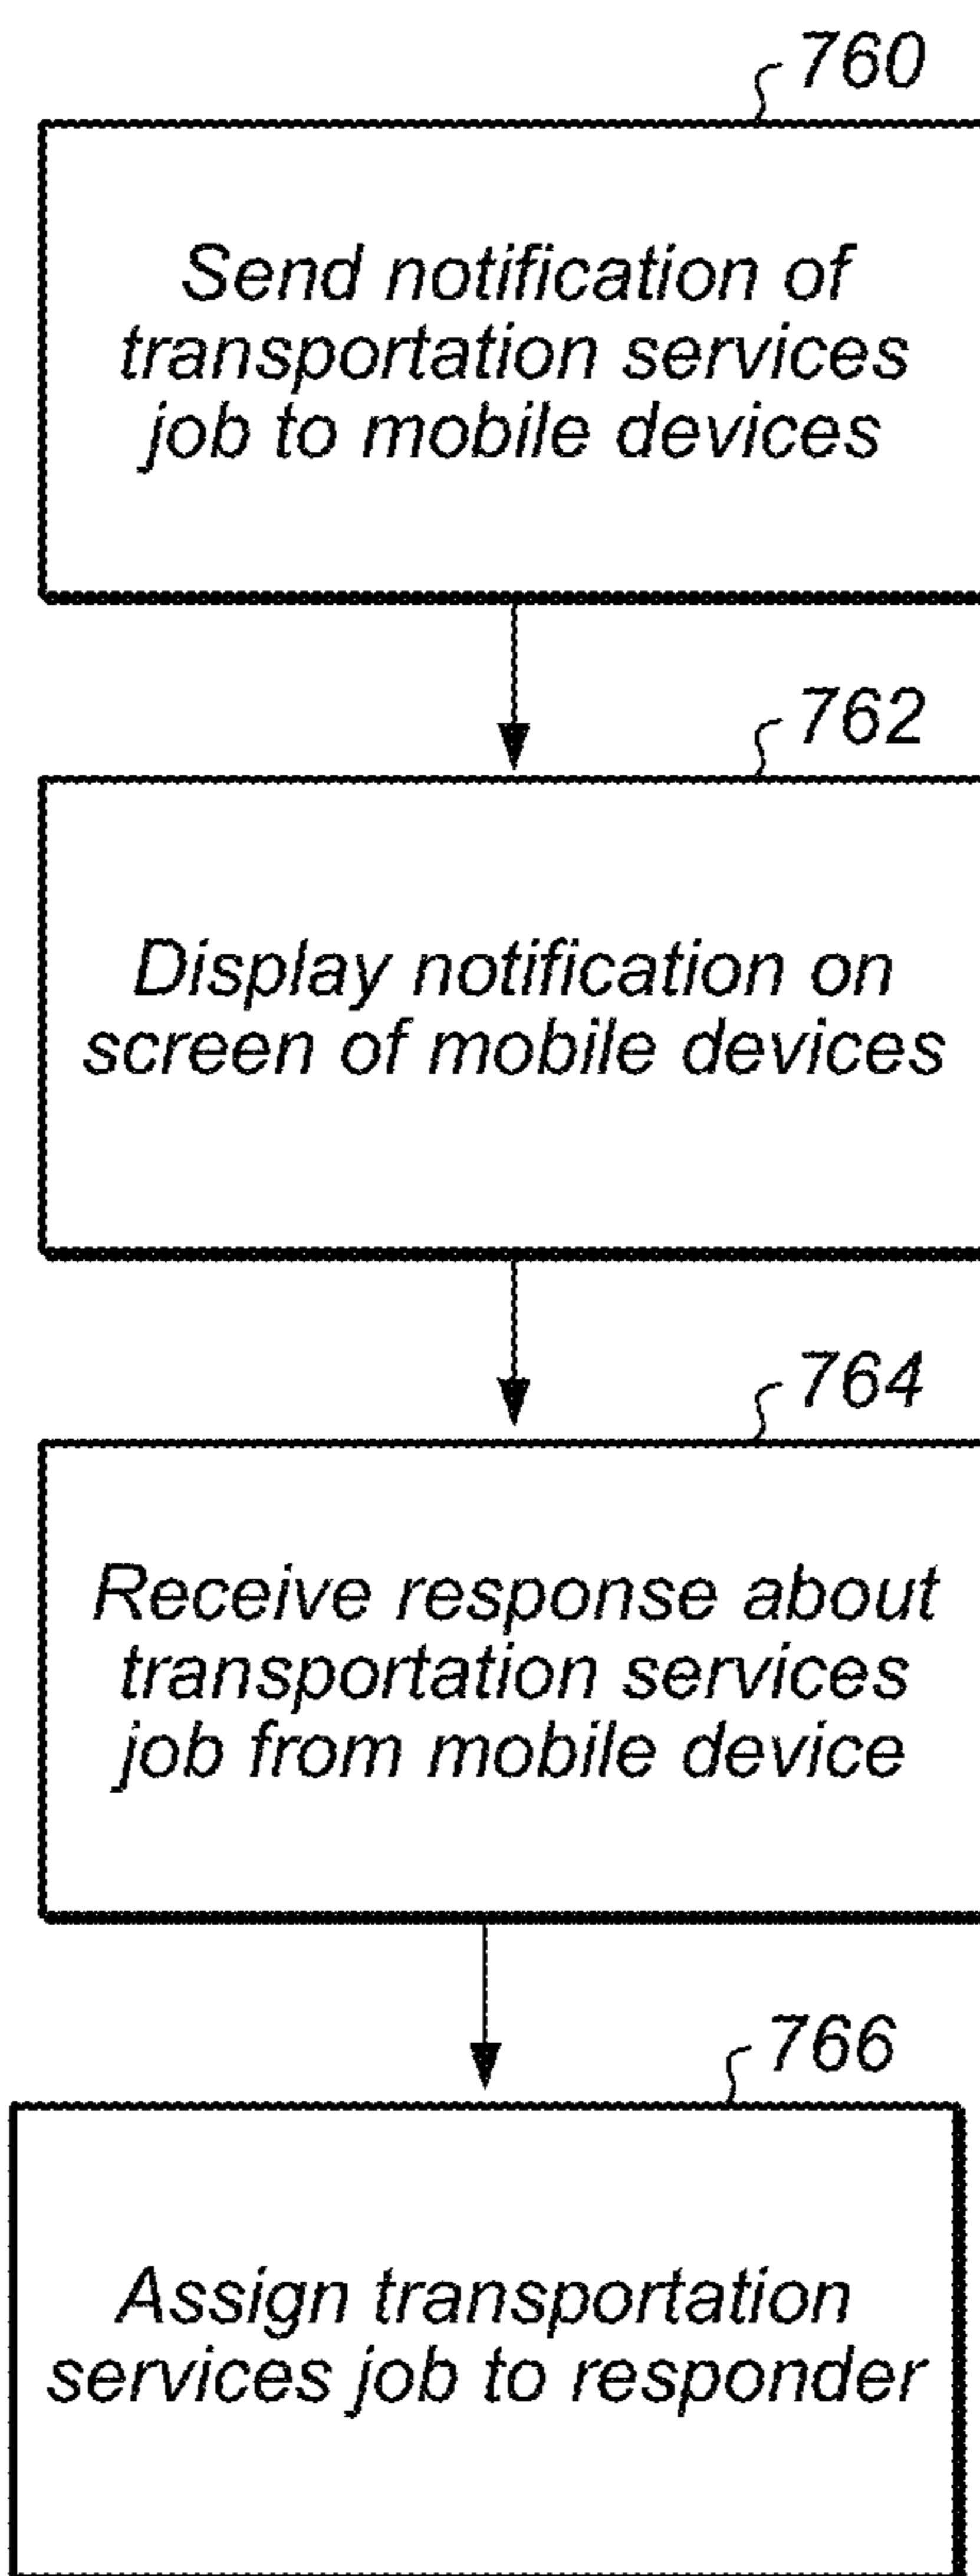 760
Send notification of
transportation services
job to mobile devices
762
Display notification on
screen of mobile devices
764
Receive response about
transportation services
job from mobile device
766
Assign transportation
services job to responder